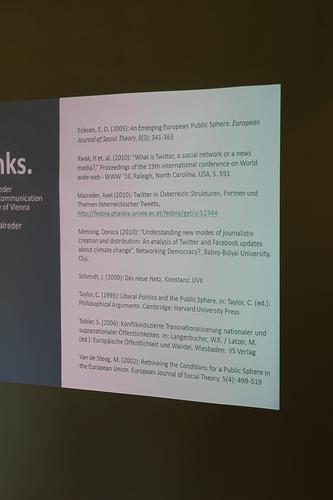 nks.
eder
ommunication
of Vienna
aireder
Eriksen, E. O. (2005): An Emerging European Public Sphere. European
Journal of Social Theory, 8(3): 341-363
Kwak, H et. al. (2010): "What is Twitter, a social network or a news
media?," Proceedings of the 19th international conference on World
wide web - WWW '10, Raleigh, North Carolina, USA, S. 591
Maireder, Axel (2010): Twitter in Österreich: Strukturen, Formen und
Themen österreichischer Tweets,
http://fedora.phaidra.univie.ac.at/fedora/get/o:52344
Mensing, Donica (2010): "Understanding new modes of journalistiv
creation and distribution: An analysis of Twitter and Facebook updates
about climate change", Networking Democracy?, Babeş-Bolyai University,
Cluj.
Schmidt, J. (2009): Das neue Netz. Konstanz: UVK
Taylor, C. (1995): Liberal Politics and the Public Sphere. In: Taylor, C. (ed.):
Philosophical Arguments. Cambridge: Harvard University Press
Tobler, S. (2006): Konfliktinduzierte Transnationalisierung nationaler und
supranationaler Öffentlichkeiten. In: Langenbucher, W.R. / Latzer, M.
(ed.): Europäische Öffentlichkeit und Wandel. Wiesbaden: VS Verlag
Van de Steeg, M. (2002): Rethinking the Conditions for a Public Sphere in
the European Union. European Journal of Social Theory, 5(4): 499-519